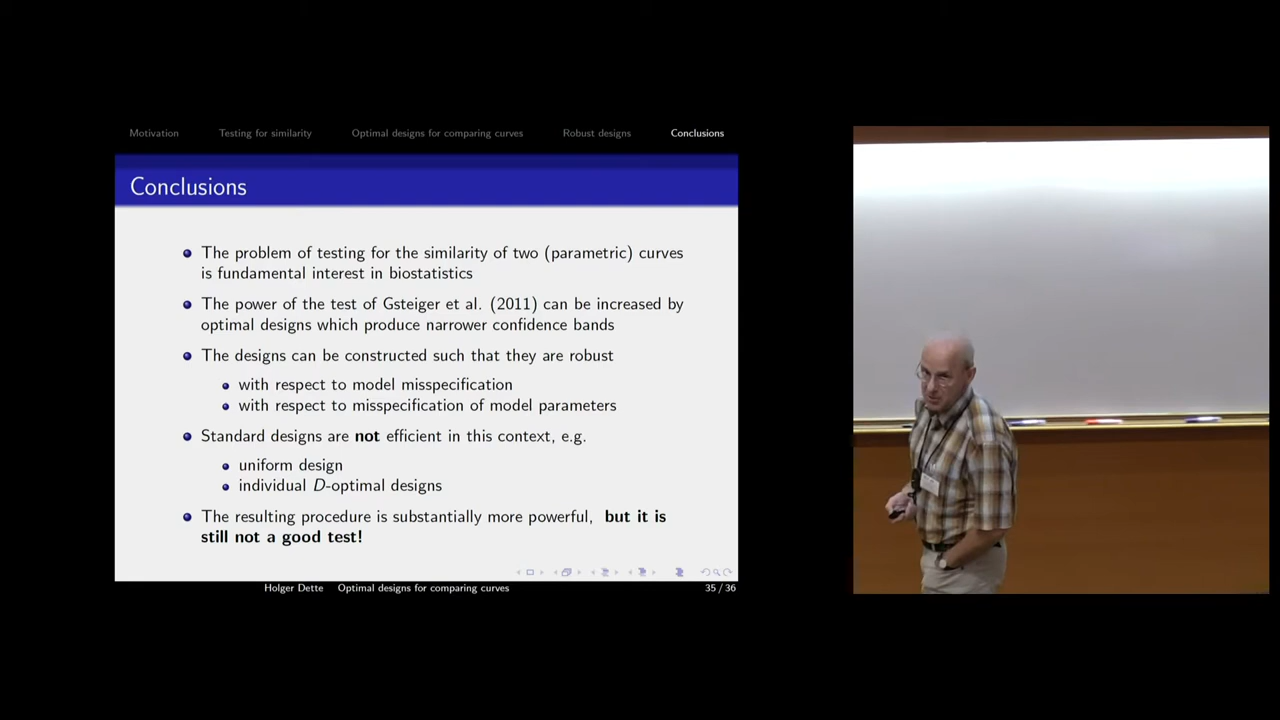 Motivation Testing for similarity Optimal designs for comparing curves Robust designs Conclusions
Conclusions
The problem of testing for the similarity of two (parametric) curves
is fundamental interest in biostatistics
The power of the test of Gsteiger et al. (2011) can be increased by
optimal designs which produce narrower confidence bands
The designs can be constructed such that they are robust
with respect to model misspecification
with respect to misspecification of model parameters
Standard designs are not efficient in this context, e.g.
uniform design
individual D-optimal designs
The resulting procedure is substantially more powerful, but it is
still not a good test!
Holger Dette Optimal designs for comparing curves 35 / 36